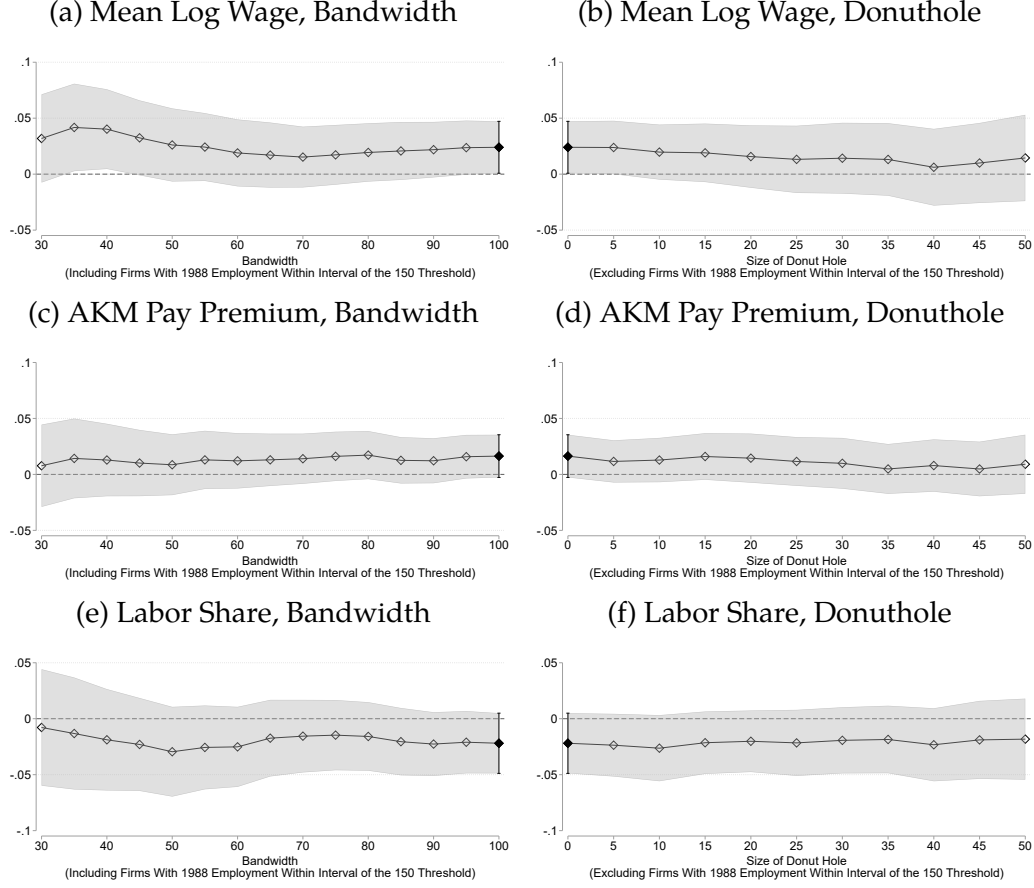 (a) Mean Log Wage, Bandwidth
.1
.05
0
-.05
30 40 50 60 70 80 90 100
Bandwidth
(Including Firms With 1988 Employment Within Interval of the 150 Threshold)
(b) Mean Log Wage, Donuthole
.1
.05
0
-.05
0 5 10 15 20 25 30 35 40 45 50
Size of Donut Hole
(Excluding Firms With 1988 Employment Within Interval of the 150 Threshold)
(c) AKM Pay Premium, Bandwidth
.1
.05
0
-.05
30 40 50 60 70 80 90 100
Bandwidth
(Including Firms With 1988 Employment Within Interval of the 150 Threshold)
(d) AKM Pay Premium, Donuthole
.1
.05
0
-.05
0 5 10 15 20 25 30 35 40 45 50
Size of Donut Hole
(Excluding Firms With 1988 Employment Within Interval of the 150 Threshold)
(e) Labor Share, Bandwidth
.05
0
-.05
-.1
30 40 50 60 70 80 90 100
Bandwidth
(Including Firms With 1988 Employment Within Interval of the 150 Threshold)
(f) Labor Share, Donuthole
.05
0
-.05
-.1
0 5 10 15 20 25 30 35 40 45 50
Size of Donut Hole
(Excluding Firms With 1988 Employment Within Interval of the 150 Threshold)